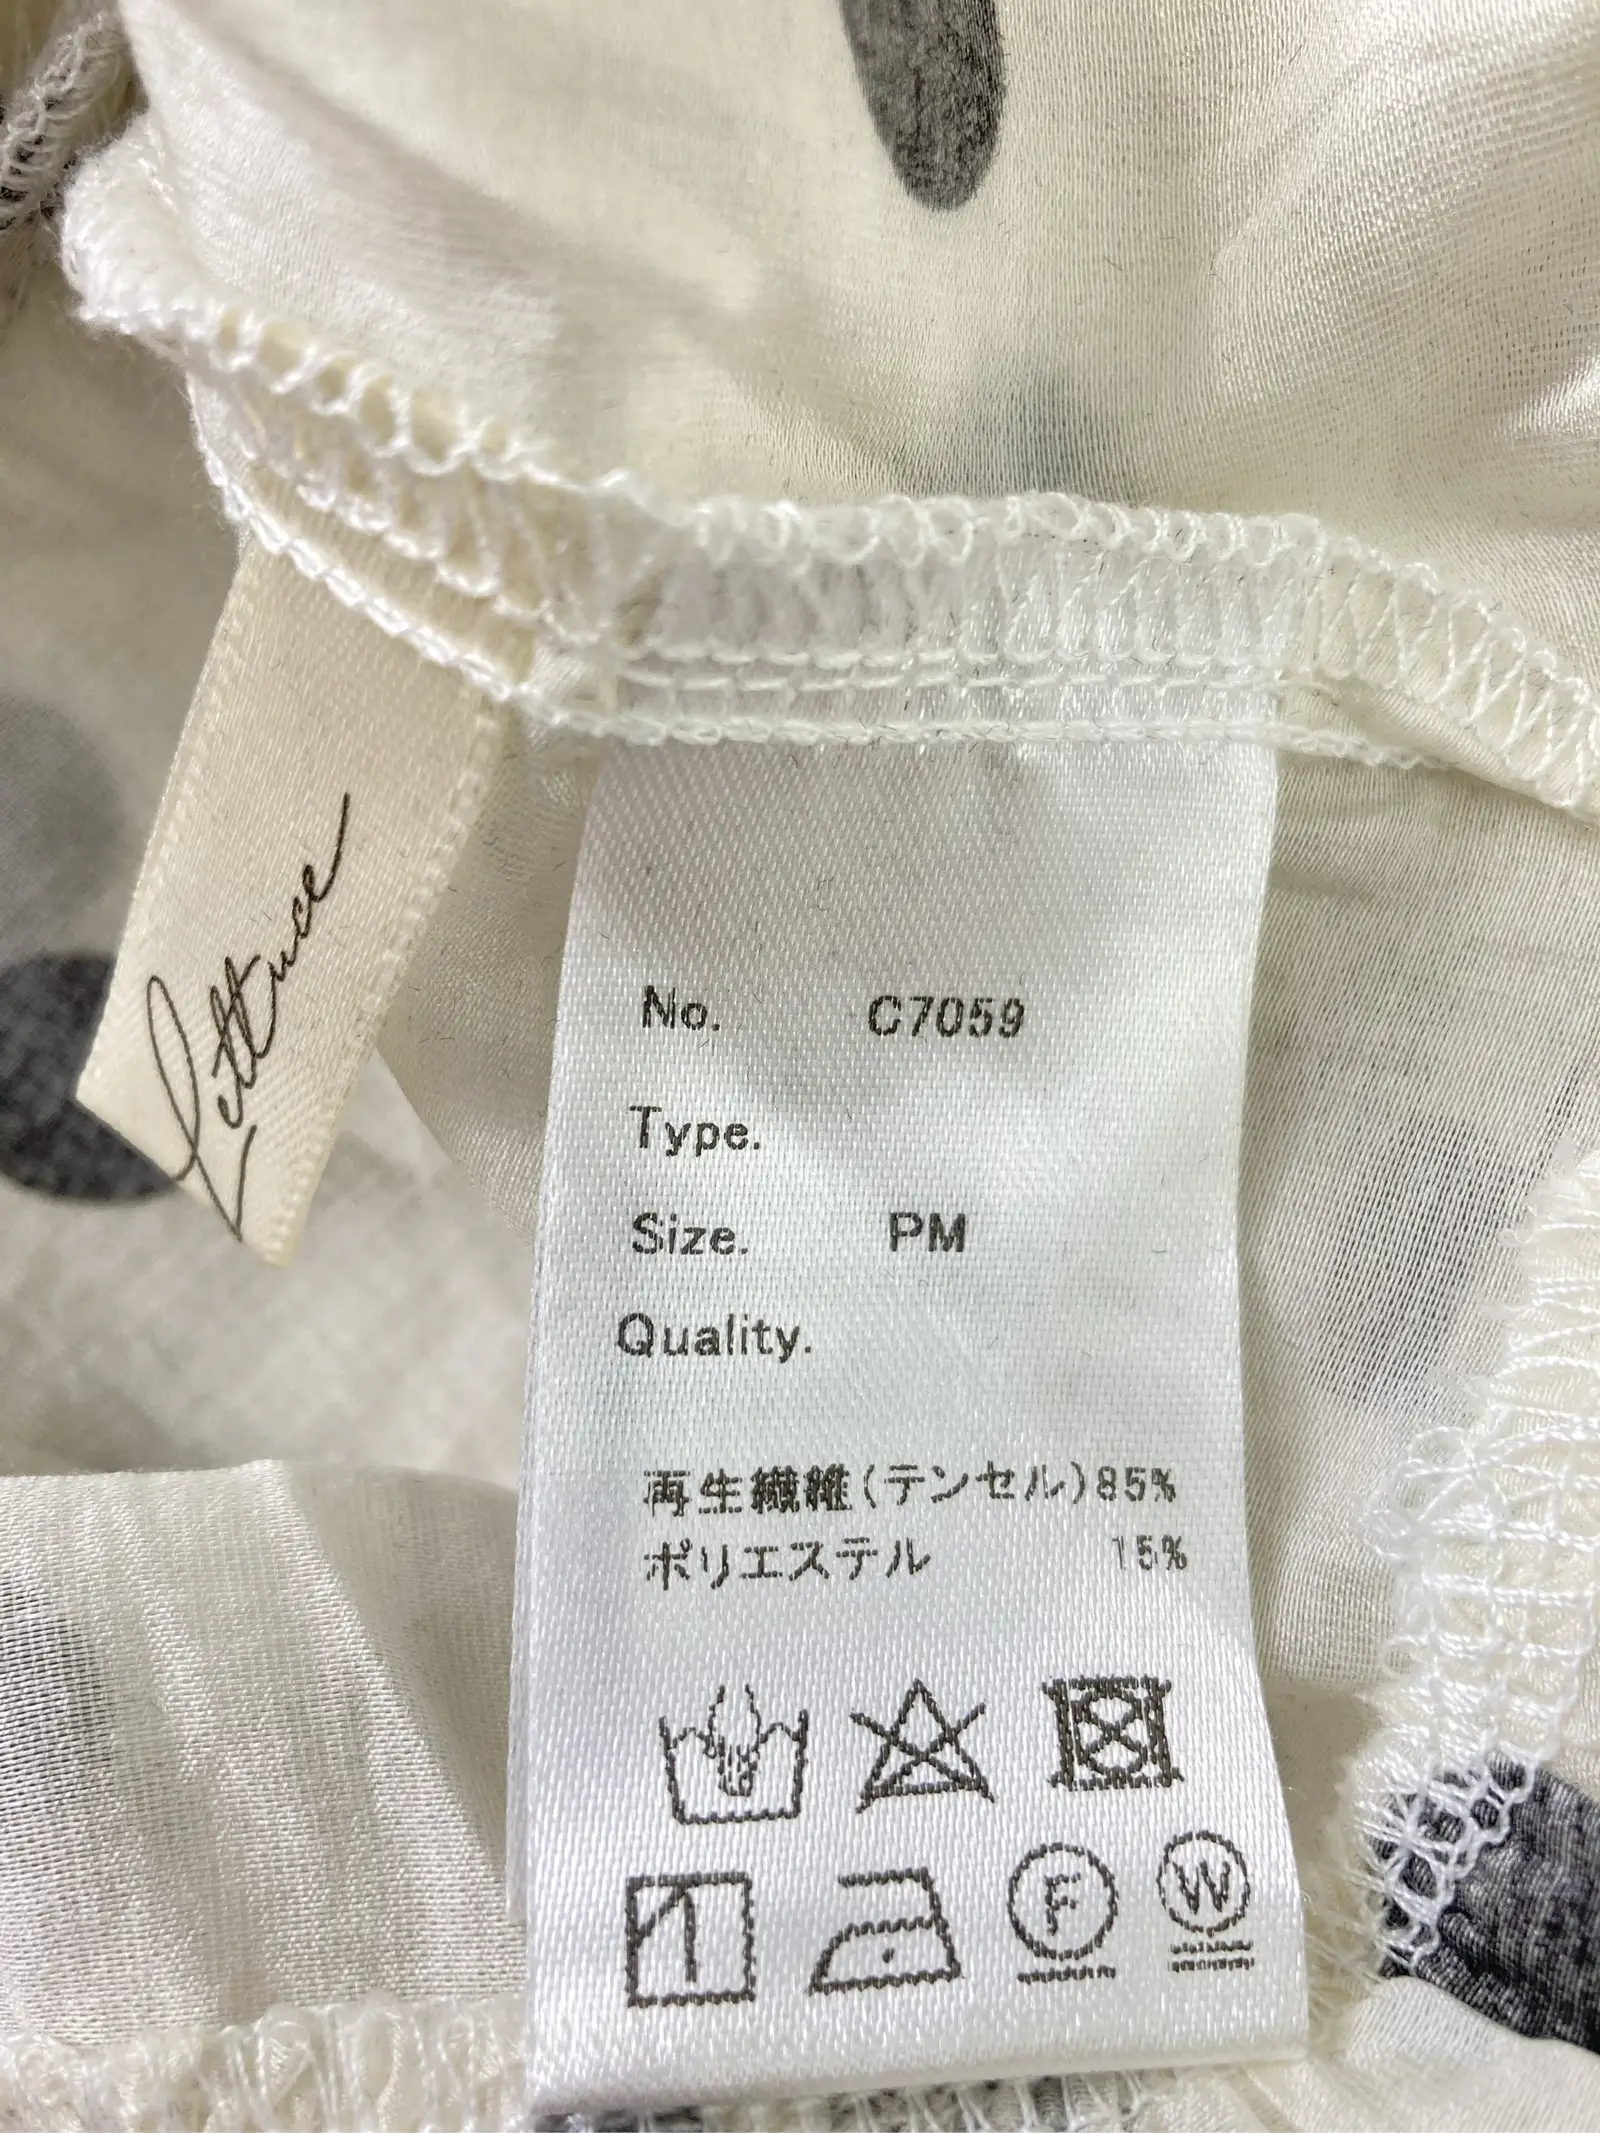 Lettuce
No. C7059
Type.
Size. PM
Quality.
再生繊維(テンセル)85%
ポリエステル 15%
F
W